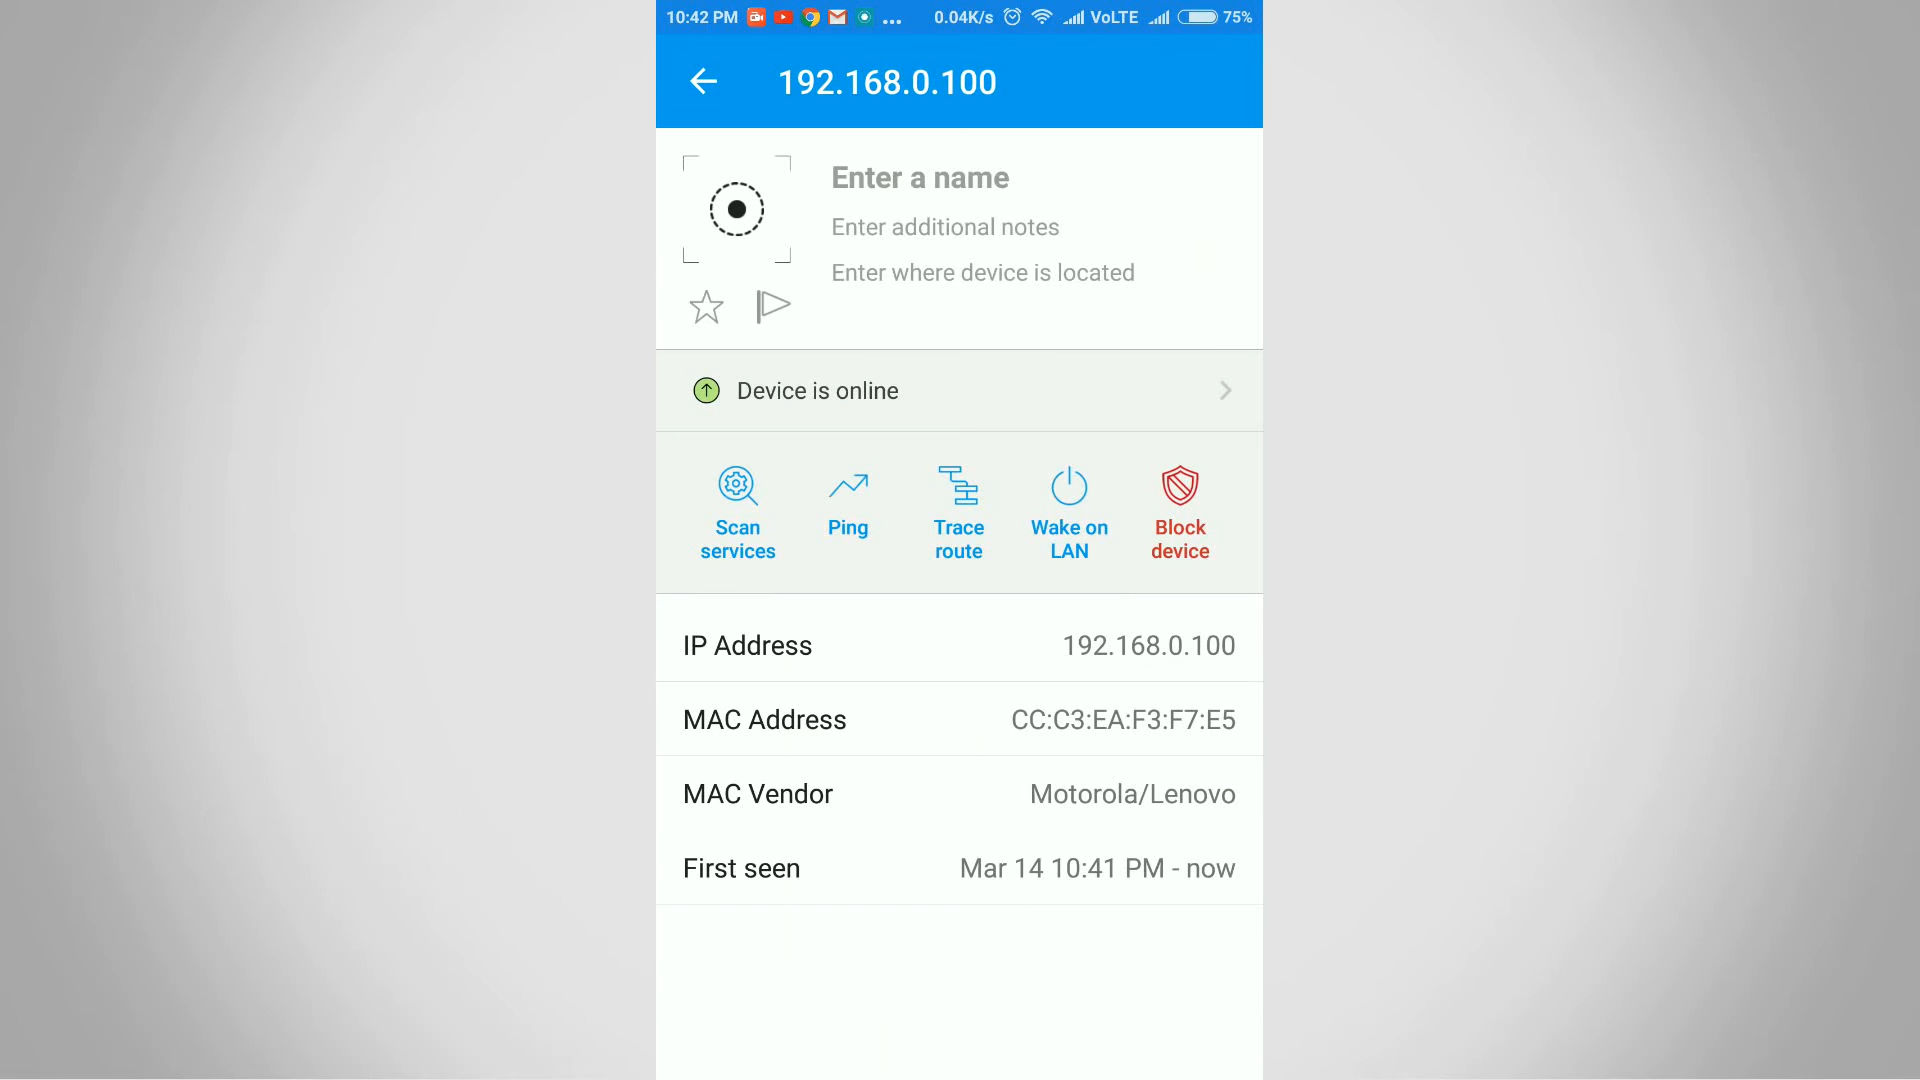 10:42 PM ... 0.04K/s VoLTE 75%
192.168.0.100
Enter a name
Enter additional notes
Enter where device is located
Device is online
Scan services
Ping
Trace route
Wake on LAN
Block device
IP Address 192.168.0.100
MAC Address CC:C3:EA:F3:F7:E5
MAC Vendor Motorola/Lenovo
First seen Mar 14 10:41 PM - now